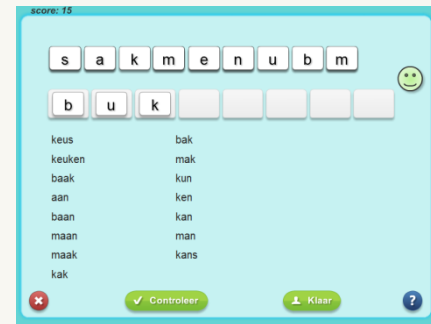 score: 15
s a k m e n u b m
b u k
keus bak
keuken mak
baak kun
aan ken
baan kan
maan man
maak kans
kak
Controleer Klaar ?